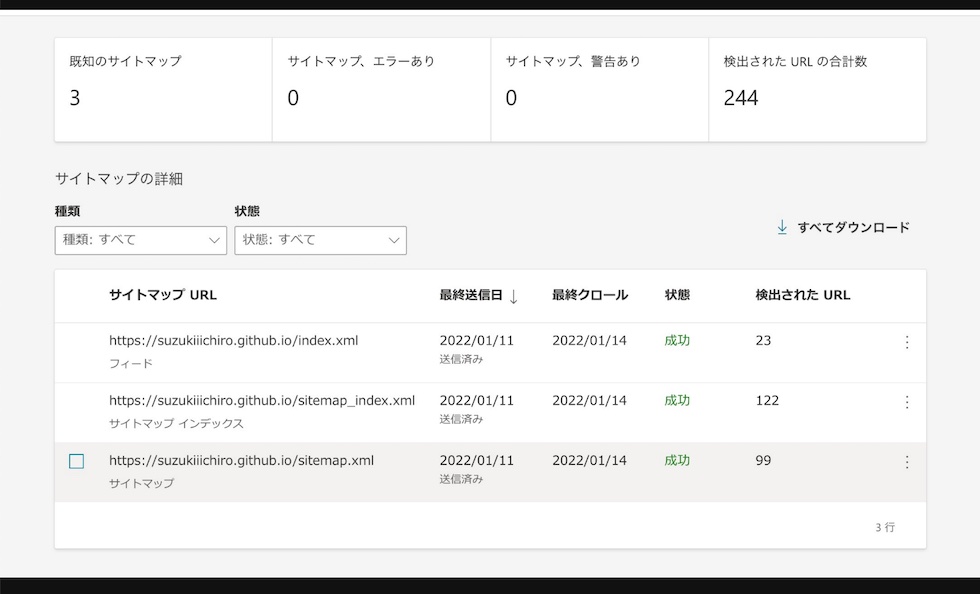 既知のサイトマップ
3
サイトマップ、エラーあり
0
サイトマップ、警告あり
0
検出された URL の合計数
244
サイトマップの詳細
種類
種類: すべて
状態
状態: すべて
すべてダウンロード
サイトマップ URL 最終送信日 最終クロール 状態 検出された URL
https://suzukiiichiro.github.io/index.xml 2022/01/11 2022/01/14 成功 23
フィード 送信済み
https://suzukiiichiro.github.io/sitemap_index.xml 2022/01/11 2022/01/14 成功 122
サイトマップ インデックス 送信済み
https://suzukiiichiro.github.io/sitemap.xml 2022/01/11 2022/01/14 成功 99
サイトマップ 送信済み
3 行